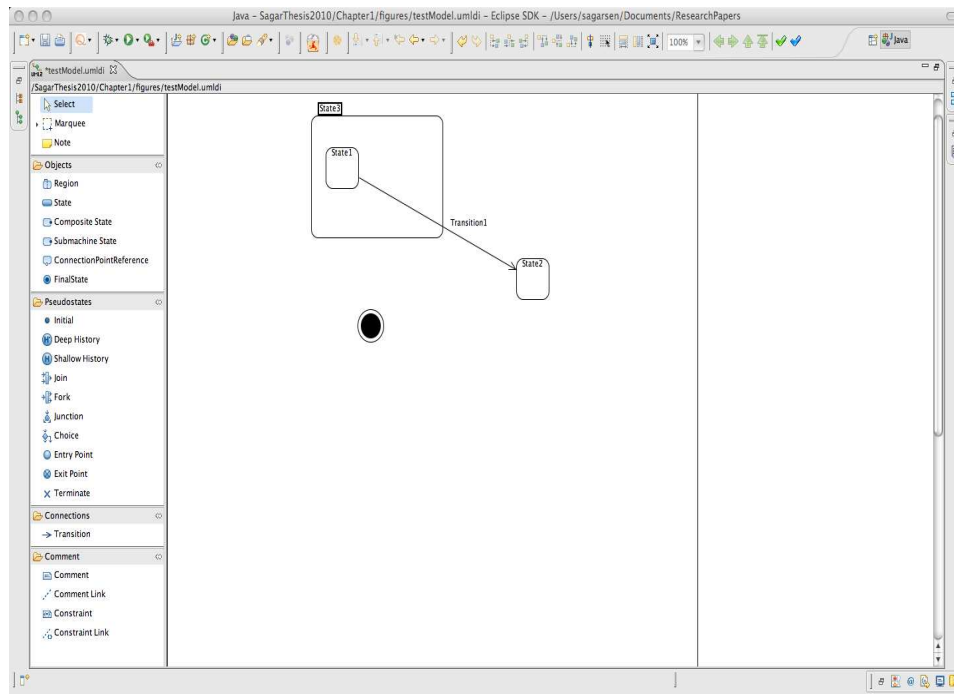 Java - SagarThesis2010/Chapter1/figures/testModel.umldi - Eclipse SDK - /Users/sagarsen/Documents/ResearchPapers
100%
Java
*testModel.umldi
/SagarThesis2010/Chapter1/figures/testModel.umldi
Select
Marquee
Note
Objects
Region
State
Composite State
Submachine State
ConnectionPointReference
FinalState
Pseudostates
Initial
Deep History
Shallow History
Join
Fork
Junction
Choice
Entry Point
Exit Point
Terminate
Connections
Transition
Comment
Comment
Comment Link
Constraint
Constraint Link
State3
State1
Transition1
State2